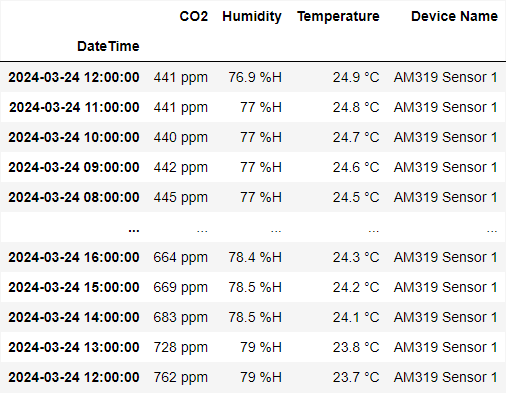 CO2 Humidity Temperature Device Name
DateTime
2024-03-24 12:00:00 441 ppm 76.9 %H 24.9 °C AM319 Sensor 1
2024-03-24 11:00:00 441 ppm 77 %H 24.8 °C AM319 Sensor 1
2024-03-24 10:00:00 440 ppm 77 %H 24.7 °C AM319 Sensor 1
2024-03-24 09:00:00 442 ppm 77 %H 24.6 °C AM319 Sensor 1
2024-03-24 08:00:00 445 ppm 77 %H 24.5 °C AM319 Sensor 1
... ... ... ... ...
2024-03-24 16:00:00 664 ppm 78.4 %H 24.3 °C AM319 Sensor 1
2024-03-24 15:00:00 669 ppm 78.5 %H 24.2 °C AM319 Sensor 1
2024-03-24 14:00:00 683 ppm 78.5 %H 24.1 °C AM319 Sensor 1
2024-03-24 13:00:00 728 ppm 79 %H 23.8 °C AM319 Sensor 1
2024-03-24 12:00:00 762 ppm 79 %H 23.7 °C AM319 Sensor 1